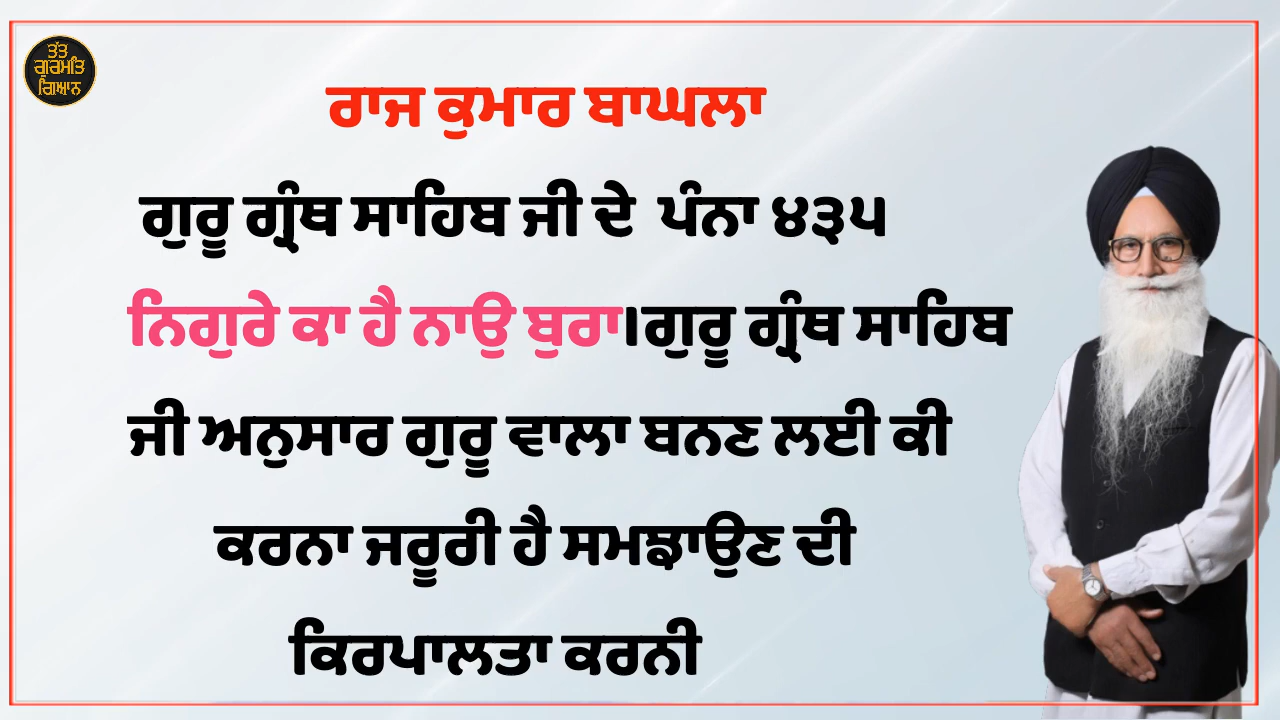 ਤੱਤ
ਗੁਰਮਤਿ
ਗਿਆਨ
ਰਾਜ ਕੁਮਾਰ ਬਾਘਲਾ
ਗੁਰੂ ਗ੍ਰੰਥ ਸਾਹਿਬ ਜੀ ਦੇ ਪੰਨਾ ੪੩੫
ਨਿਗੁਰੇ ਕਾ ਹੈ ਨਾਉ ਬੁਰਾ।ਗੁਰੂ ਗ੍ਰੰਥ ਸਾਹਿਬ
ਜੀ ਅਨੁਸਾਰ ਗੁਰੂ ਵਾਲਾ ਬਨਣ ਲਈ ਕੀ
ਕਰਨਾ ਜਰੂਰੀ ਹੈ ਸਮਝਾਉਣ ਦੀ
ਕਿਰਪਾਲਤਾ ਕਰਨੀ